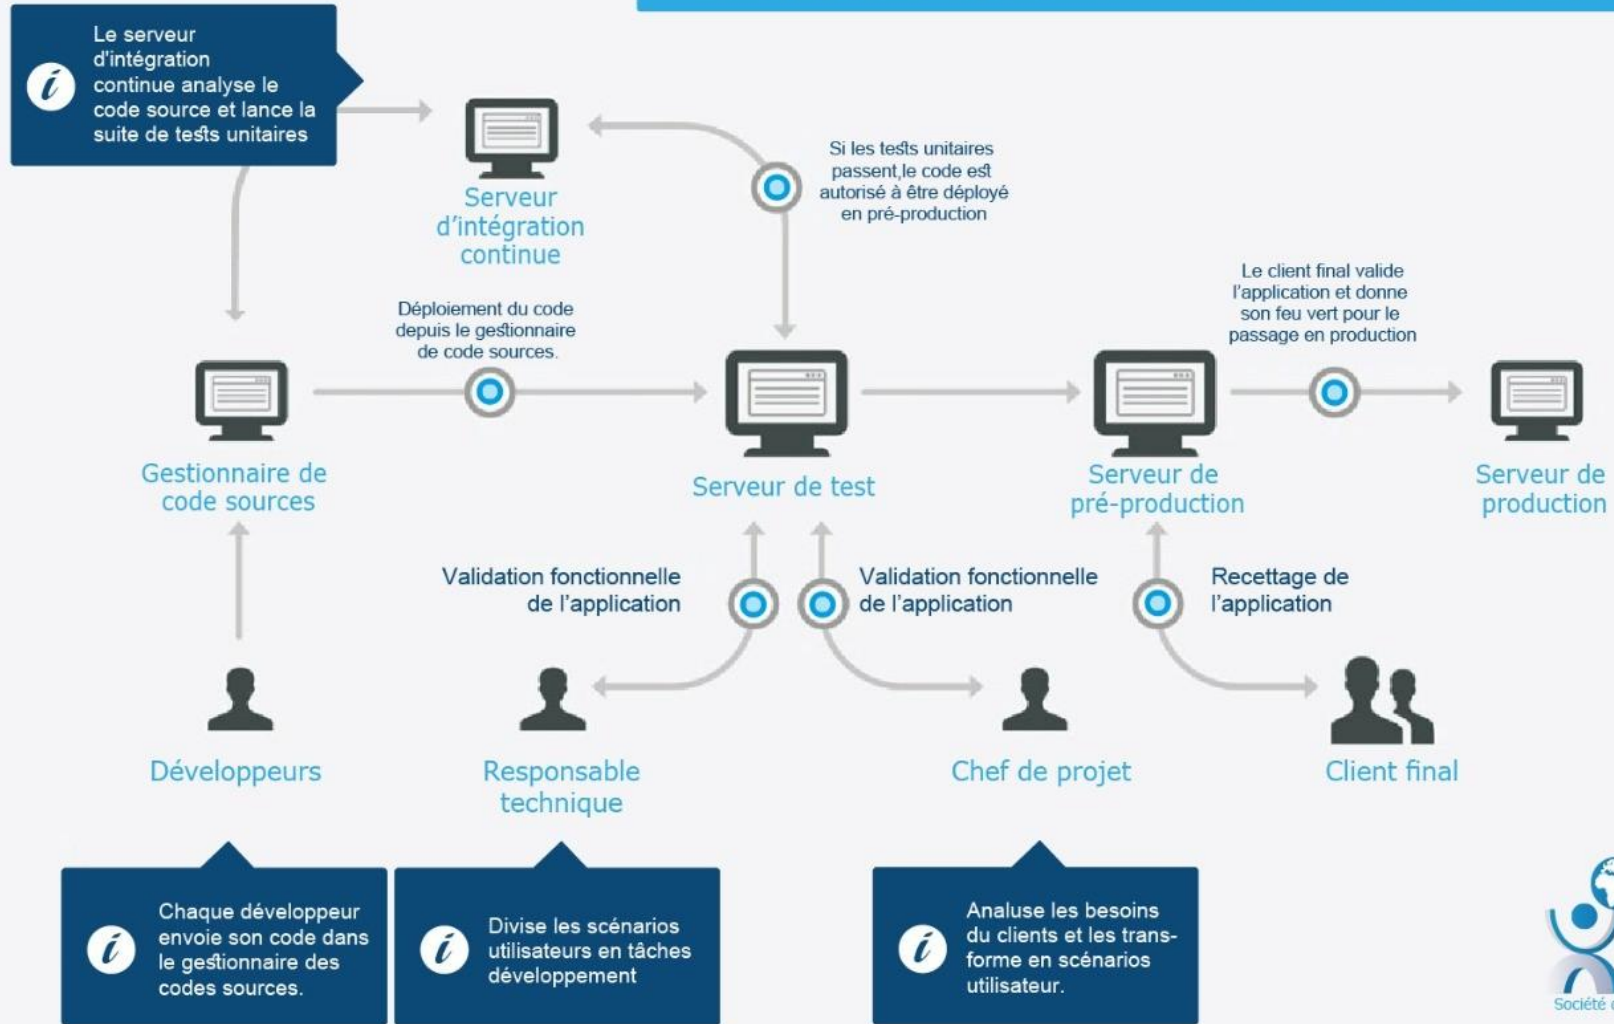 Le serveur
d'intégration
continue analyse le
code source et lance la
suite de tests unitaires
Serveur
d'intégration
continue
Si les tests unitaires
passent,le code est
autorisé à être déployé
en pré-production
Déploiement du code
depuis le gestionnaire
de code sources.
Le client final valide
l'application et donne
son feu vert pour le
passage en production
Gestionnaire de
code sources
Serveur de test
Serveur de
pré-production
Serveur de
production
Validation fonctionnelle
de l'application
Validation fonctionnelle
de l'application
Recettage de
l'application
Développeurs
Responsable
technique
Chef de projet
Client final
Chaque développeur
envoie son code dans
le gestionnaire des
codes sources.
Divise les scénarios
utilisateurs en tâches
développement
Analuse les besoins
du clients et les trans-
forme en scénarios
utilisateur.
Société